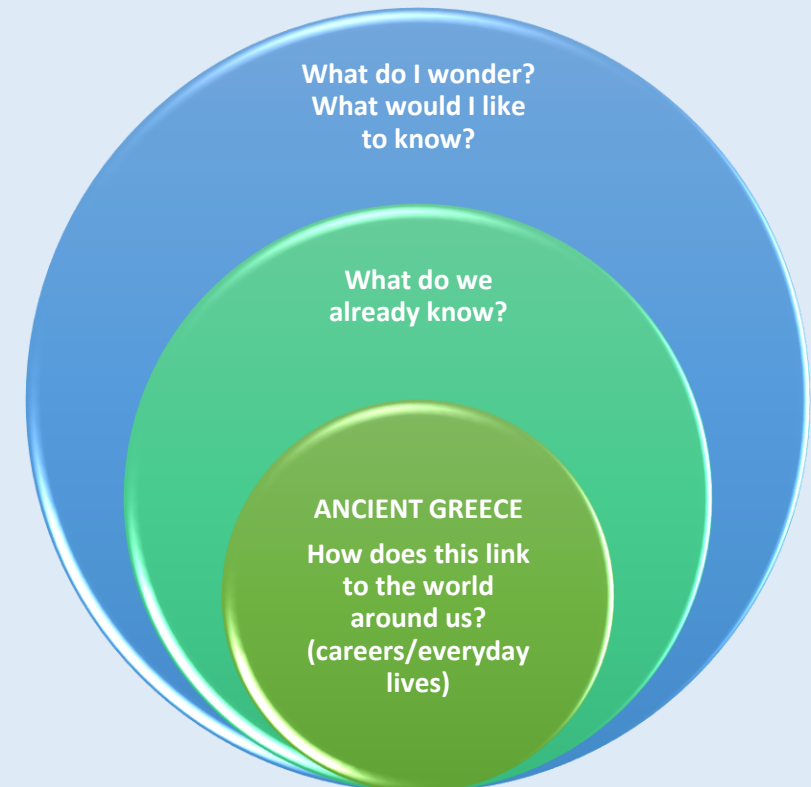 What do I wonder?
What would I like
to know?
What do we
already know?
ANCIENT GREECE
How does this link
to the world
around us?
(careers/everyday
lives)